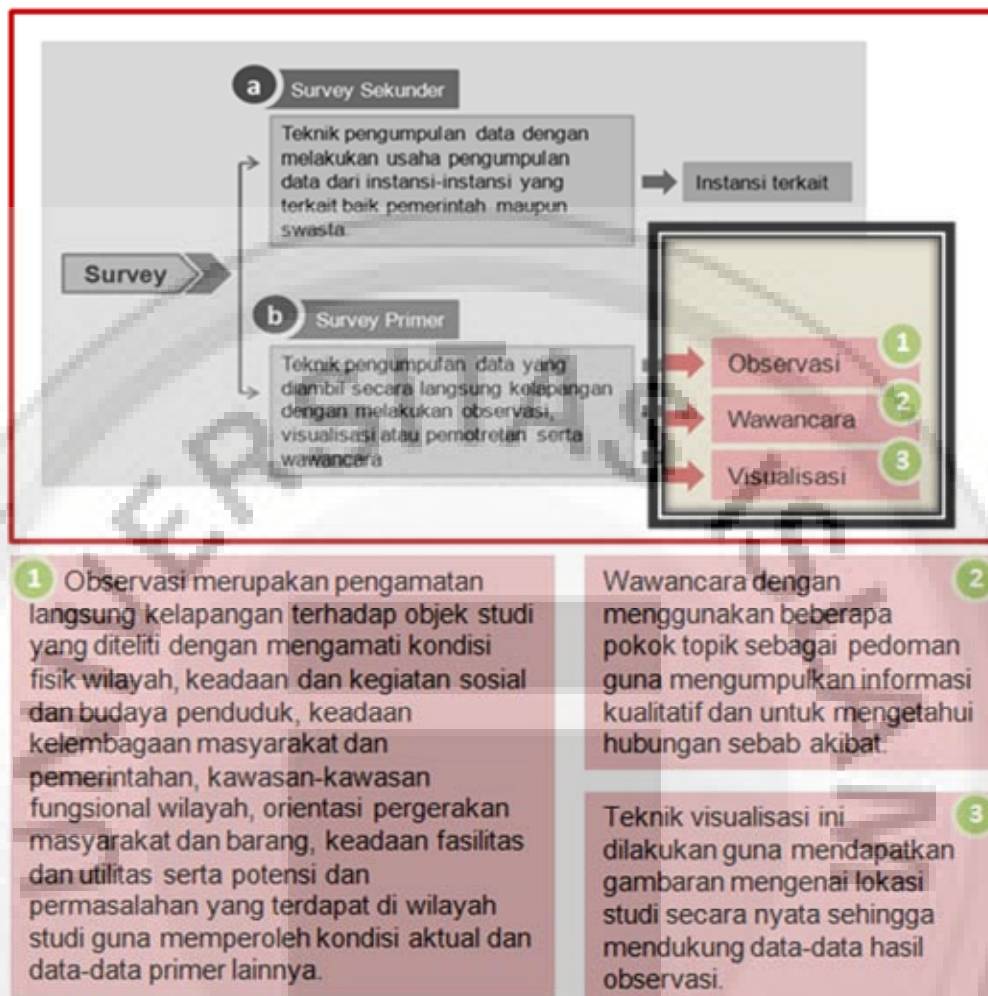 a Survey Sekunder
Teknik pengumpulan data dengan
melakukan usaha pengumpulan
data dari instansi-instansi yang
terkait baik pemerintah maupun
swasta
Instansi terkait
Survey
b Survey Primer
Teknik pengumpulan data yang
diambil secara langsung kelapangan
dengan melakukan observasi,
visualisasi atau pemotretan serta
wawancara
Observasi 1
Wawancara 2
Visualisasi 3
1 Observasi merupakan pengamatan
langsung kelapangan terhadap objek studi
yang diteliti dengan mengamati kondisi
fisik wilayah, keadaan dan kegiatan sosial
dan budaya penduduk, keadaan
kelembagaan masyarakat dan
pemerintahan, kawasan-kawasan
fungsional wilayah, orientasi pergerakan
masyarakat dan barang, keadaan fasilitas
dan utilitas serta potensi dan
permasalahan yang terdapat di wilayah
studi guna memperoleh kondisi aktual dan
data-data primer lainnya.
Wawancara dengan 2
menggunakan beberapa
pokok topik sebagai pedoman
guna mengumpulkan informasi
kualitatif dan untuk mengetahui
hubungan sebab akibat.
Teknik visualisasi ini 3
dilakukan guna mendapatkan
gambaran mengenai lokasi
studi secara nyata sehingga
mendukung data-data hasil
observasi.
UNIVERSITAS ISLAM